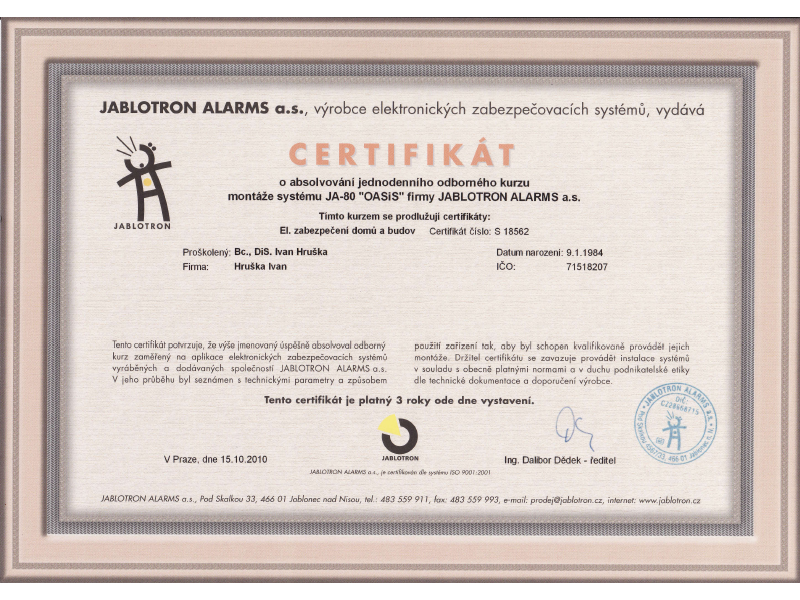 JABLOTRON ALARMS a.s., výrobce elektronických zabezpečovacích systémů, vydává
CERTIFIKÁT
JABLOTRON
o absolvování jednodenního odborného kurzu
montáže systému JA-80 "OASiS" firmy JABLOTRON ALARMS a.s.
Tímto kurzem se prodlužují certifikáty:
El. zabezpečení domů a budov Certifikát číslo: S 18562
Proškolený: Bc., DiS. Ivan Hruška
Datum narození: 9.1.1984
Firma: Hruška Ivan
IČO: 71518207
Tento certifikát potvrzuje, že výše jmenovaný úspěšně absolvoval odborný
kurz zaměřený na aplikace elektronických zabezpečovacích systémů
vyráběných a dodávaných společností JABLOTRON ALARMS a.s.
V jeho průběhu byl seznámen s technickými parametry a způsobem
použití zařízení tak, aby byl schopen kvalifikovaně provádět jejich
montáže. Držitel certifikátu se zavazuje provádět instalace systémů
v souladu s obecně platnými normami a v duchu podnikatelské etiky
dle technické dokumentace a doporučení výrobce.
Tento certifikát je platný 3 roky ode dne vystavení.
JABLOTRON
V Praze, dne 15.10.2010
Ing. Dalibor Dědek - ředitel
JABLOTRON ALARMS a.s.
DIČ:
CZ28668715
JABLOTRON ALARMS a.s., je certifikován dle systému ISO 9001:2001
JABLOTRON ALARMS a.s., Pod Skalkou 33, 466 01 Jablonec nad Nisou, tel.: 483 559 911, fax: 483 559 993, e-mail: prodej@jablotron.cz, internet: www.jablotron.cz